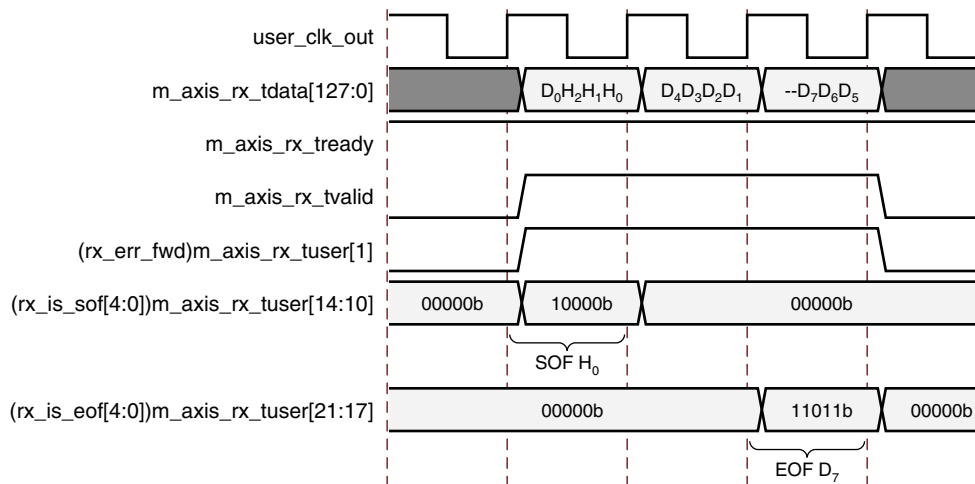 user_clk_out
m_axis_rx_tdata[127:0] D₀H₂H₁H₀ D₄D₃D₂D₁ --D₇D₆D₅
m_axis_rx_tready
m_axis_rx_tvalid
(rx_err_fwd)m_axis_rx_tuser[1]
(rx_is_sof[4:0])m_axis_rx_tuser[14:10] 00000b 10000b 00000b
SOF H₀
(rx_is_eof[4:0])m_axis_rx_tuser[21:17] 00000b 11011b 00000b
EOF D₇